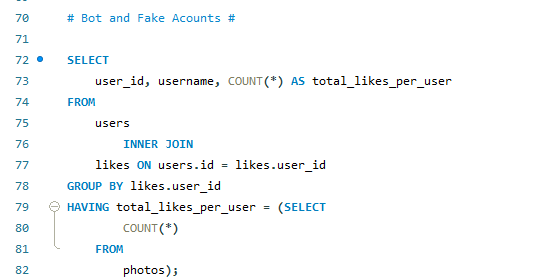 70 # Bot and Fake Acounts #
71
72 SELECT
73 user_id, username, COUNT(*) AS total_likes_per_user
74 FROM
75 users
76 INNER JOIN
77 likes ON users.id = likes.user_id
78 GROUP BY likes.user_id
79 HAVING total_likes_per_user = (SELECT
80 COUNT(*)
81 FROM
82 photos);